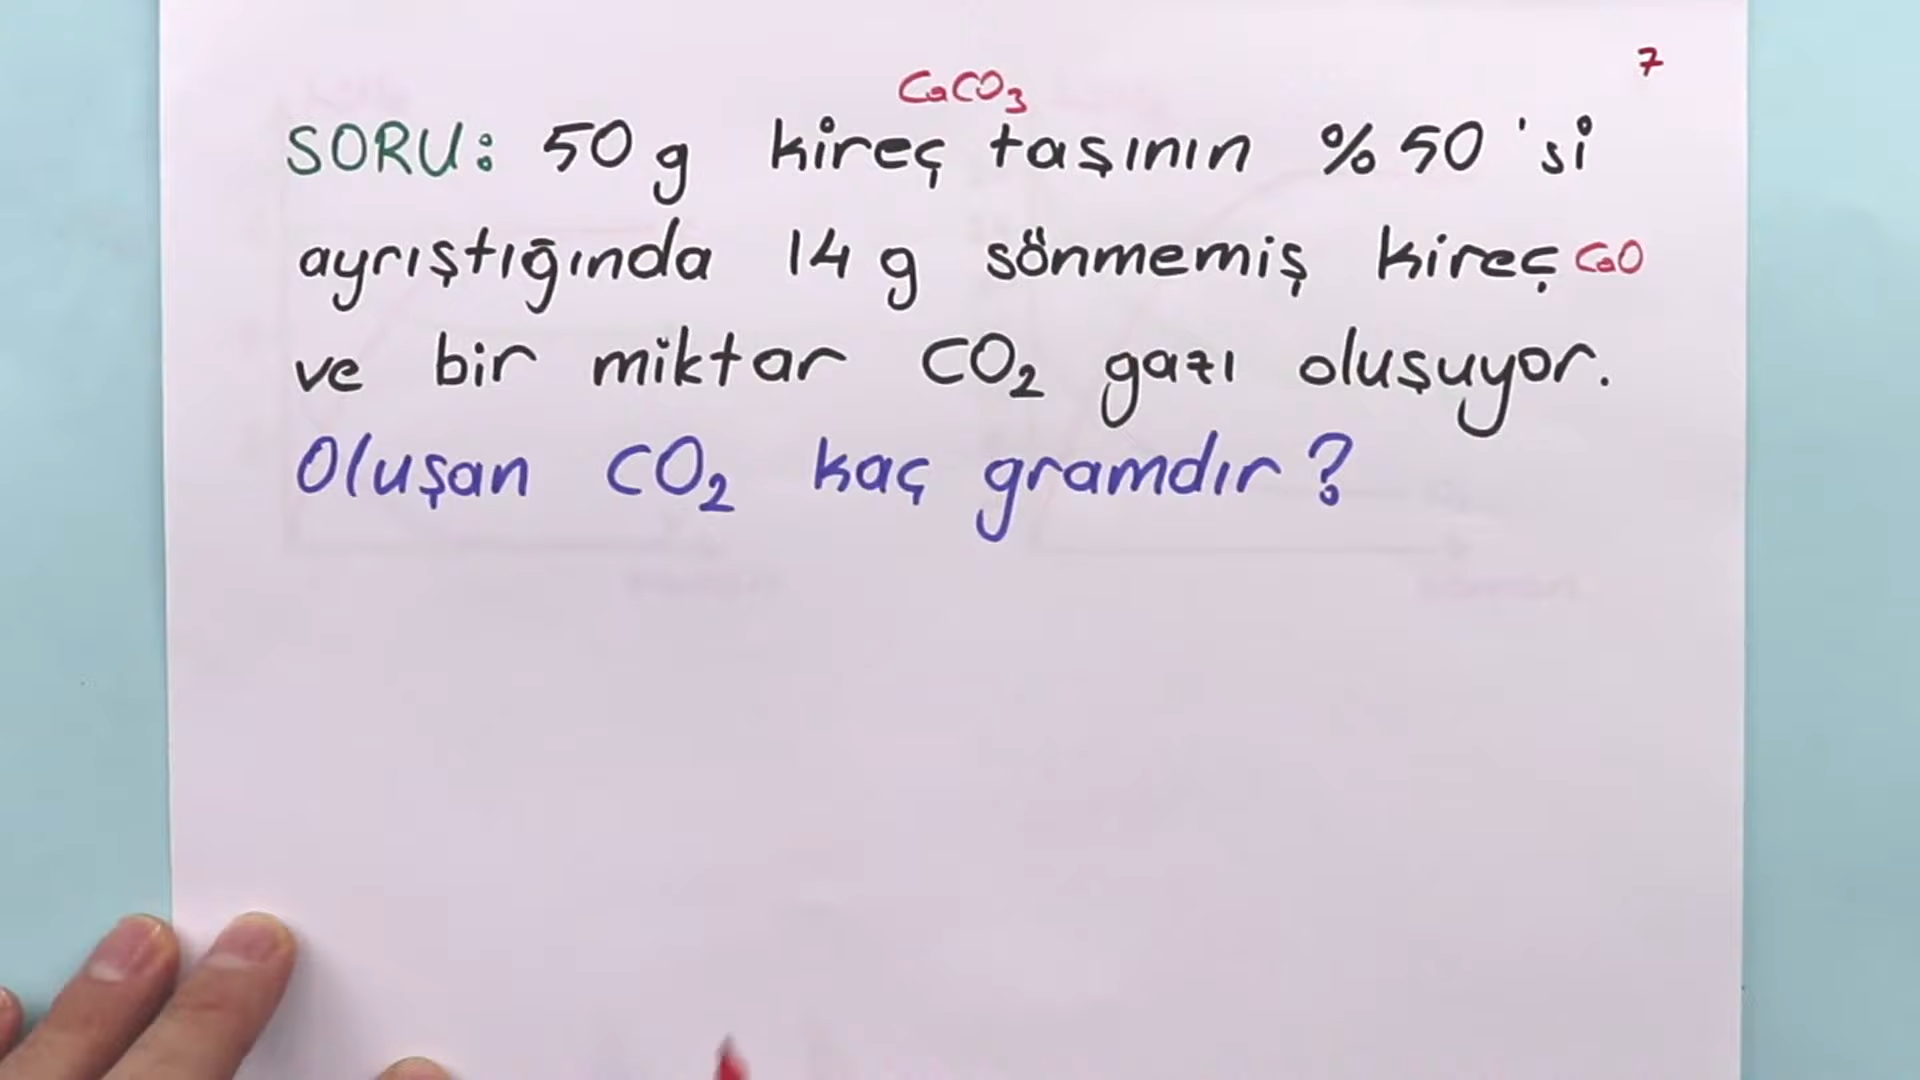 7
CaCO₃
SORU: 50 g kireç taşının %50'si
ayrıştığında 14 g sönmemiş kireç CaO
ve bir miktar CO₂ gazı oluşuyor.
Oluşan CO₂ kaç gramdır?